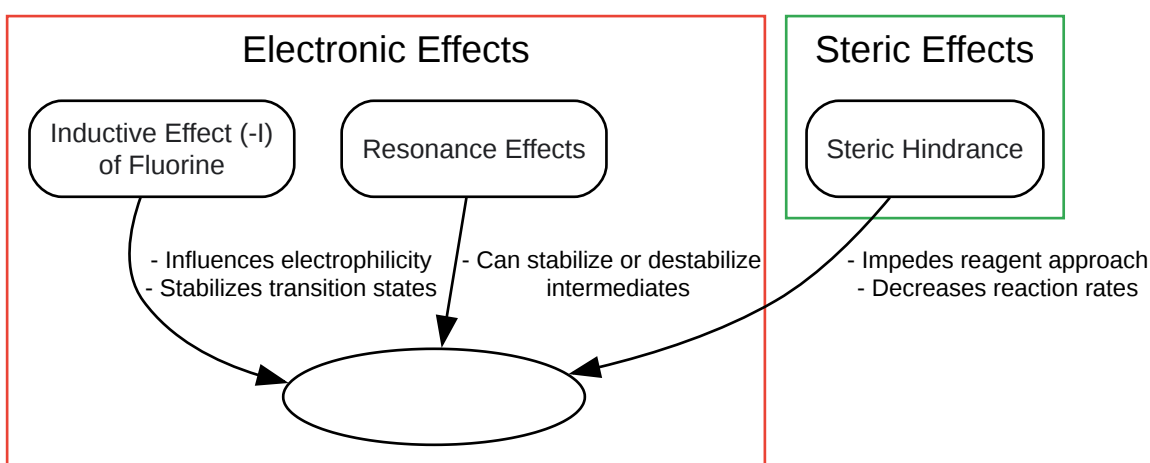 Electronic Effects
Steric Effects
Inductive Effect (-I)
of Fluorine
Resonance Effects
Steric Hindrance
- Influences electrophilicity
- Stabilizes transition states
- Can stabilize or destabilize
intermediates
- Impedes reagent approach
- Decreases reaction rates